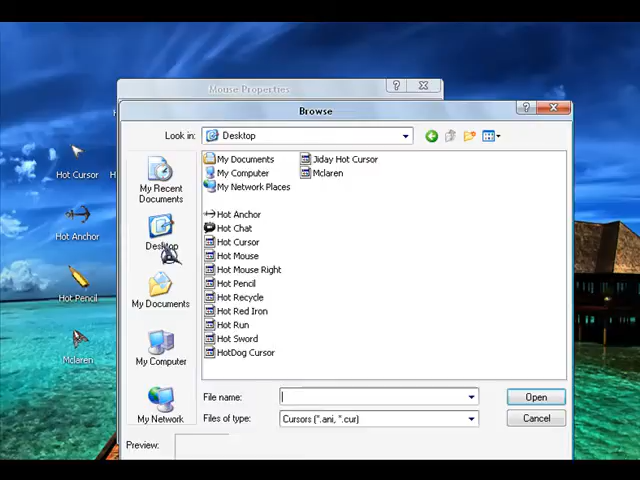 Mouse Properties
Browse
Look in:
Desktop
My Recent
Documents
Desktop
My Documents
My Computer
My Network
My Documents
My Computer
My Network Places
Hot Anchor
Hot Chat
Hot Cursor
Hot Mouse
Hot Mouse Right
Hot Pencil
Hot Recycle
Hot Red Iron
Hot Run
Hot Sword
HotDog Cursor
Jiday Hot Cursor
Mclaren
File name:
Open
Files of type:
Cursors (*.ani, *.cur)
Cancel
Preview:
Hot Cursor
Hot Anchor
Hot Pencil
Mclaren